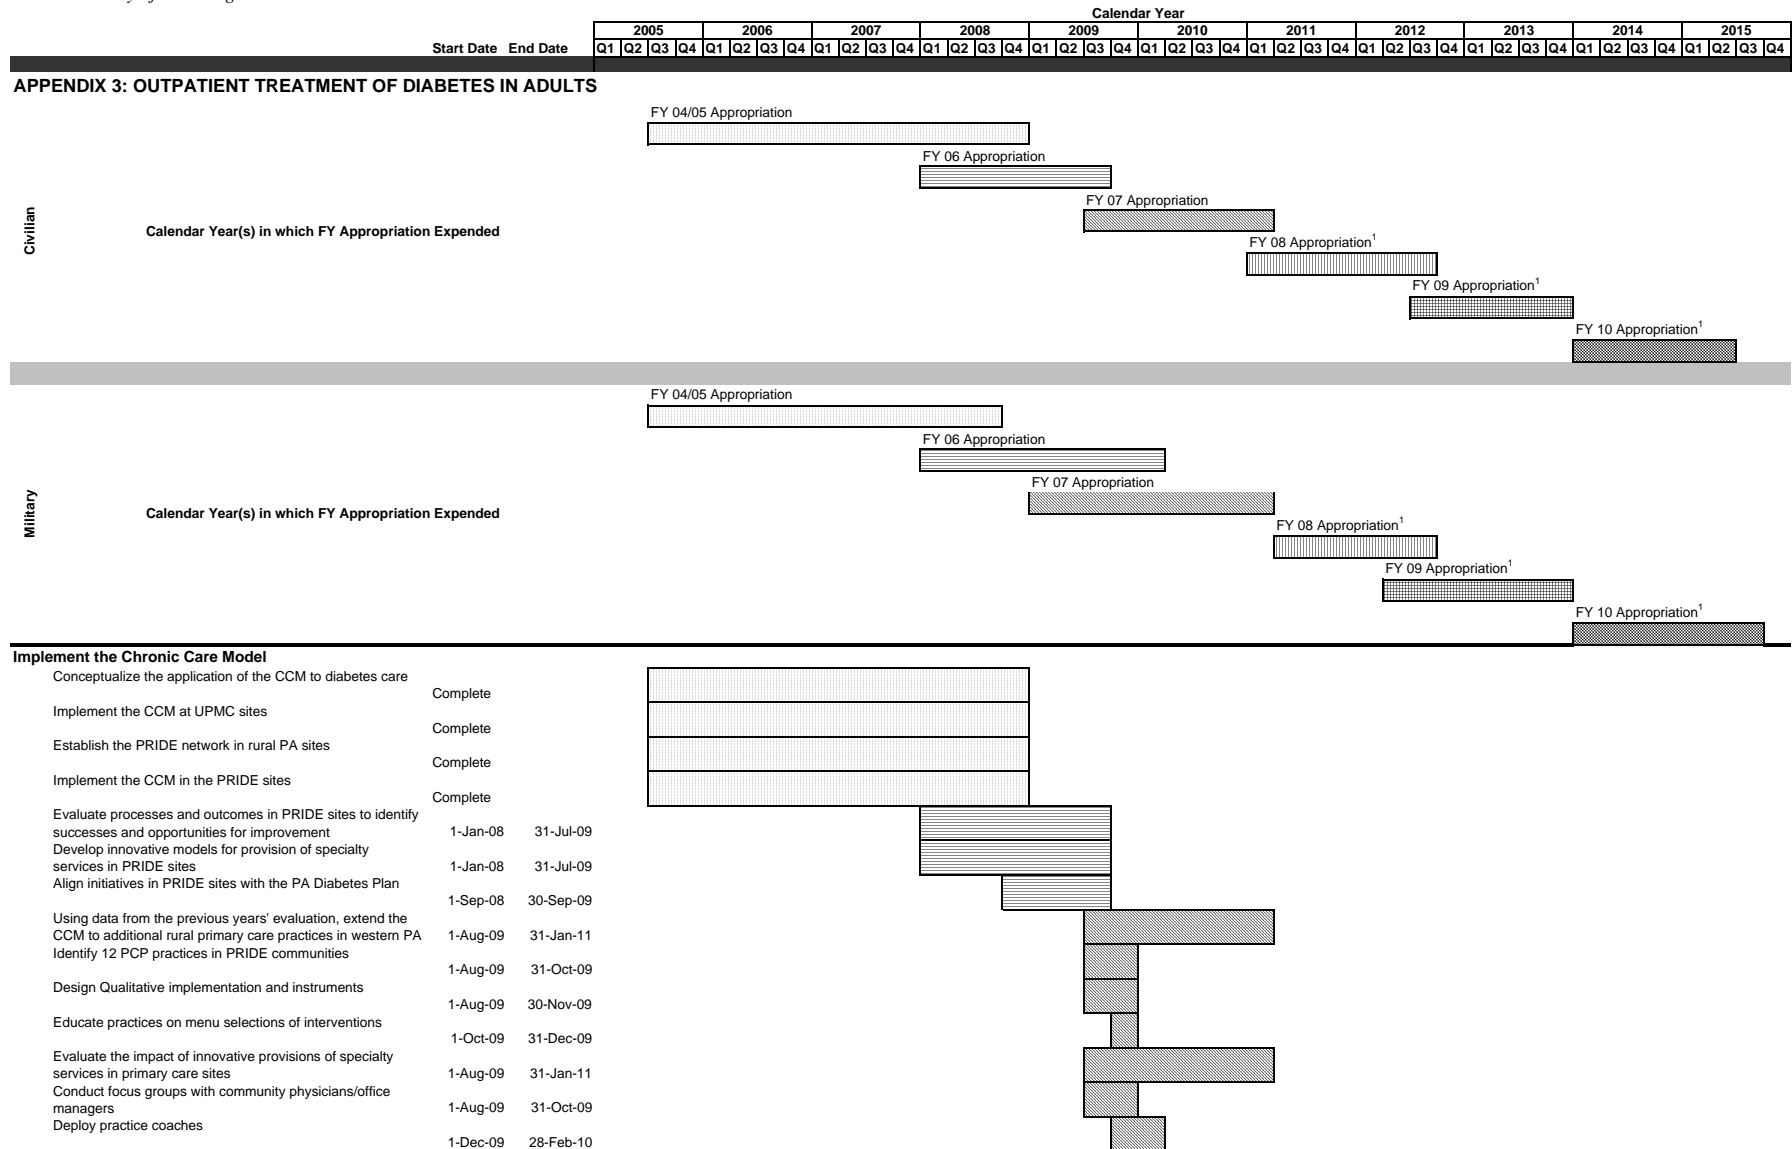 Calendar Year
2005 2006 2007 2008 2009 2010 2011 2012 2013 2014 2015
Start Date End Date Q1 Q2 Q3 Q4 Q1 Q2 Q3 Q4 Q1 Q2 Q3 Q4 Q1 Q2 Q3 Q4 Q1 Q2 Q3 Q4 Q1 Q2 Q3 Q4 Q1 Q2 Q3 Q4 Q1 Q2 Q3 Q4 Q1 Q2 Q3 Q4 Q1 Q2 Q3 Q4 Q1 Q2 Q3 Q4
APPENDIX 3: OUTPATIENT TREATMENT OF DIABETES IN ADULTS
FY 04/05 Appropriation
FY 06 Appropriation
FY 07 Appropriation
Civilian
Calendar Year(s) in which FY Appropriation Expended
FY 08 Appropriation¹
FY 09 Appropriation¹
FY 10 Appropriation¹
FY 04/05 Appropriation
FY 06 Appropriation
FY 07 Appropriation
Military
Calendar Year(s) in which FY Appropriation Expended
FY 08 Appropriation¹
FY 09 Appropriation¹
FY 10 Appropriation¹
Implement the Chronic Care Model
Conceptualize the application of the CCM to diabetes care
Complete
Implement the CCM at UPMC sites
Complete
Establish the PRIDE network in rural PA sites
Complete
Implement the CCM in the PRIDE sites
Complete
Evaluate processes and outcomes in PRIDE sites to identify
successes and opportunities for improvement 1-Jan-08 31-Jul-09
Develop innovative models for provision of specialty
services in PRIDE sites 1-Jan-08 31-Jul-09
Align initiatives in PRIDE sites with the PA Diabetes Plan
1-Sep-08 30-Sep-09
Using data from the previous years' evaluation, extend the
CCM to additional rural primary care practices in western PA 1-Aug-09 31-Jan-11
Identify 12 PCP practices in PRIDE communities
1-Aug-09 31-Oct-09
Design Qualitative implementation and instruments
1-Aug-09 30-Nov-09
Educate practices on menu selections of interventions
1-Oct-09 31-Dec-09
Evaluate the impact of innovative provisions of specialty
services in primary care sites 1-Aug-09 31-Jan-11
Conduct focus groups with community physicians/office
managers 1-Aug-09 31-Oct-09
Deploy practice coaches
1-Dec-09 28-Feb-10